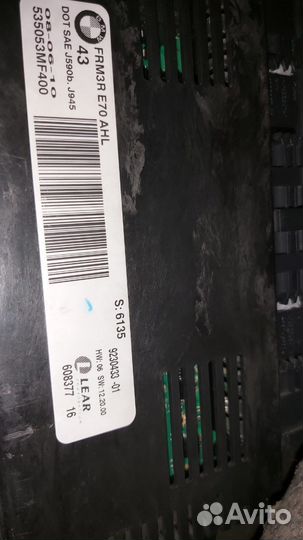 BMW
FRM3R E70 AHL
43
DOT SAE J590b, J945
08-06-10
535053MF400
S: 6135
9230433 -01
HW: 06 SW:12.20.00
LEAR
608377 16
Avito